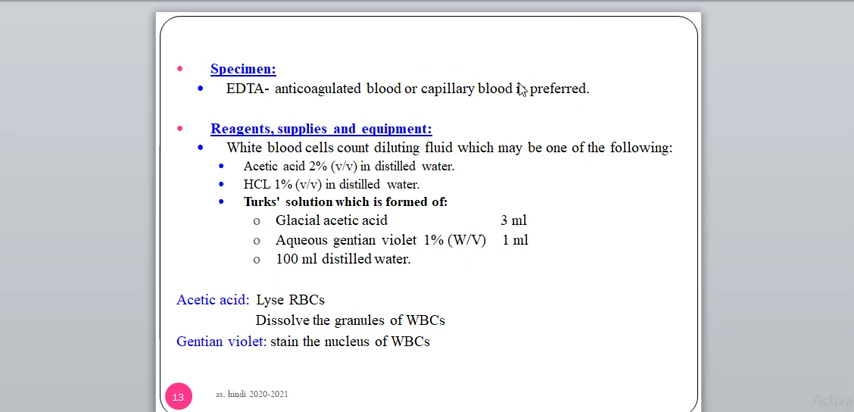 Specimen:
EDTA- anticoagulated blood or capillary blood is preferred.
Reagents, supplies and equipment:
White blood cells count diluting fluid which may be one of the following:
Acetic acid 2% (v/v) in distilled water.
HCL 1% (v/v) in distilled water.
Turks' solution which is formed of:
o Glacial acetic acid 3 ml
o Aqueous gentian violet 1% (W/V) 1 ml
o 100 ml distilled water.
Acetic acid: Lyse RBCs
Dissolve the granules of WBCs
Gentian violet: stain the nucleus of WBCs
13 as, hindi 2020-2021
Activa